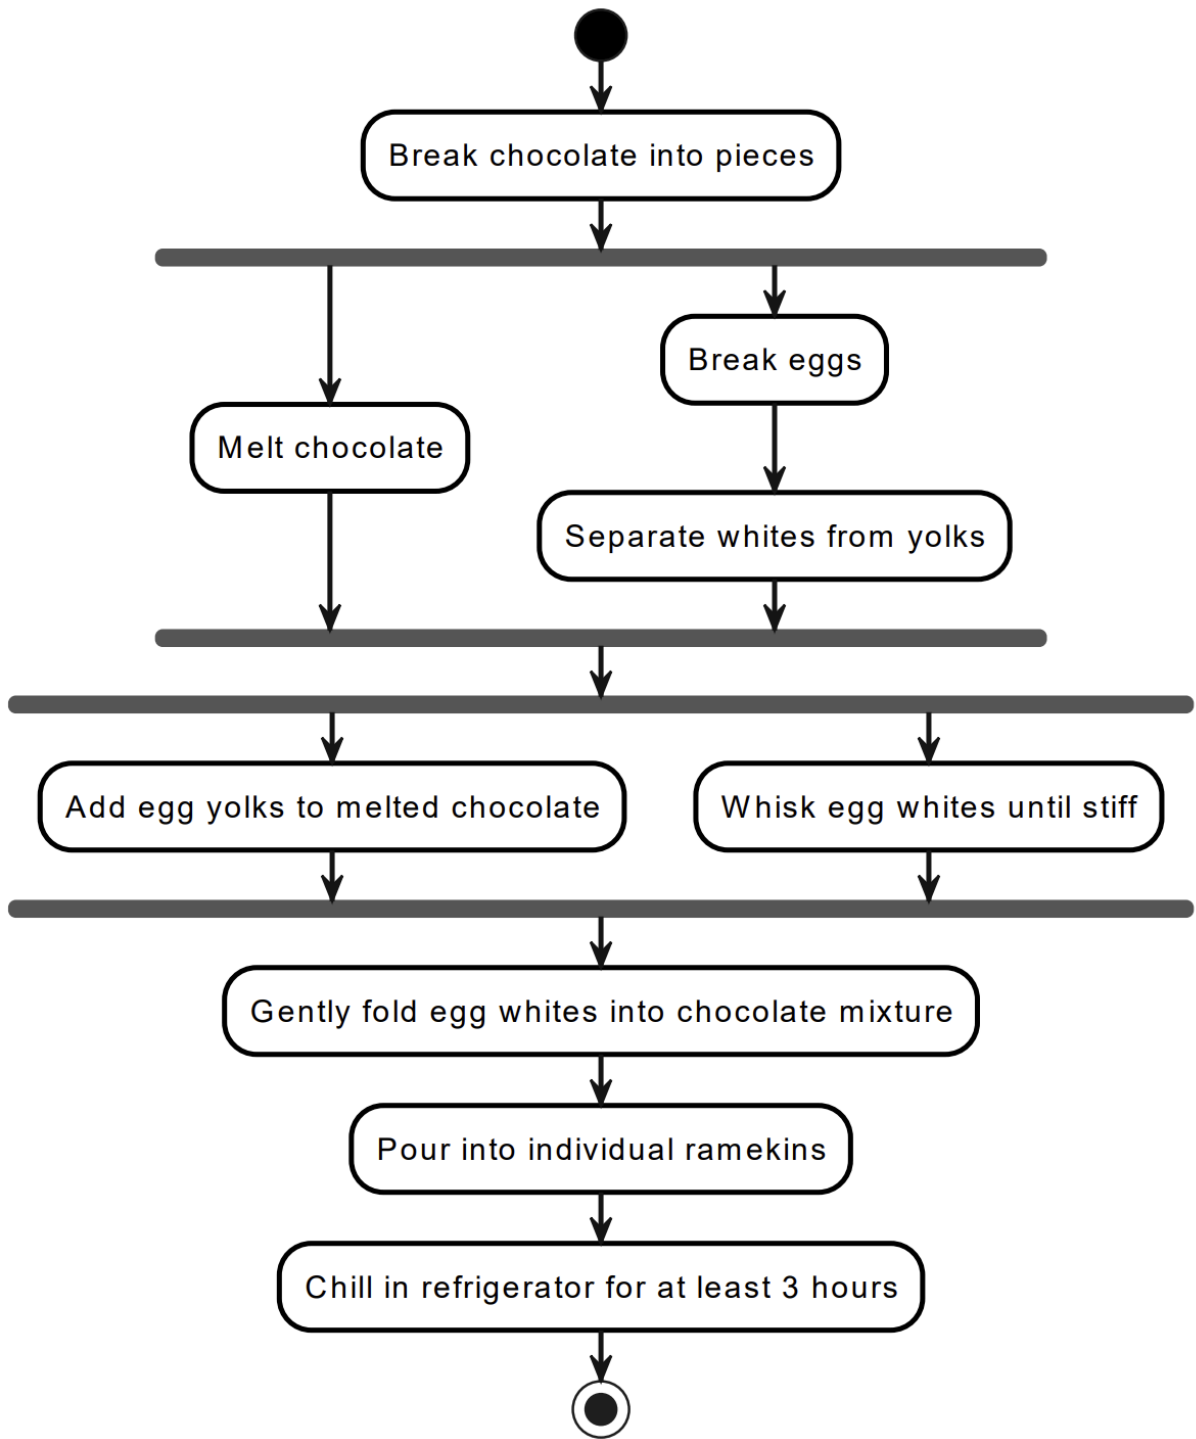 Break chocolate into pieces
Break eggs
Melt chocolate
Separate whites from yolks
Add egg yolks to melted chocolate
Whisk egg whites until stiff
Gently fold egg whites into chocolate mixture
Pour into individual ramekins
Chill in refrigerator for at least 3 hours